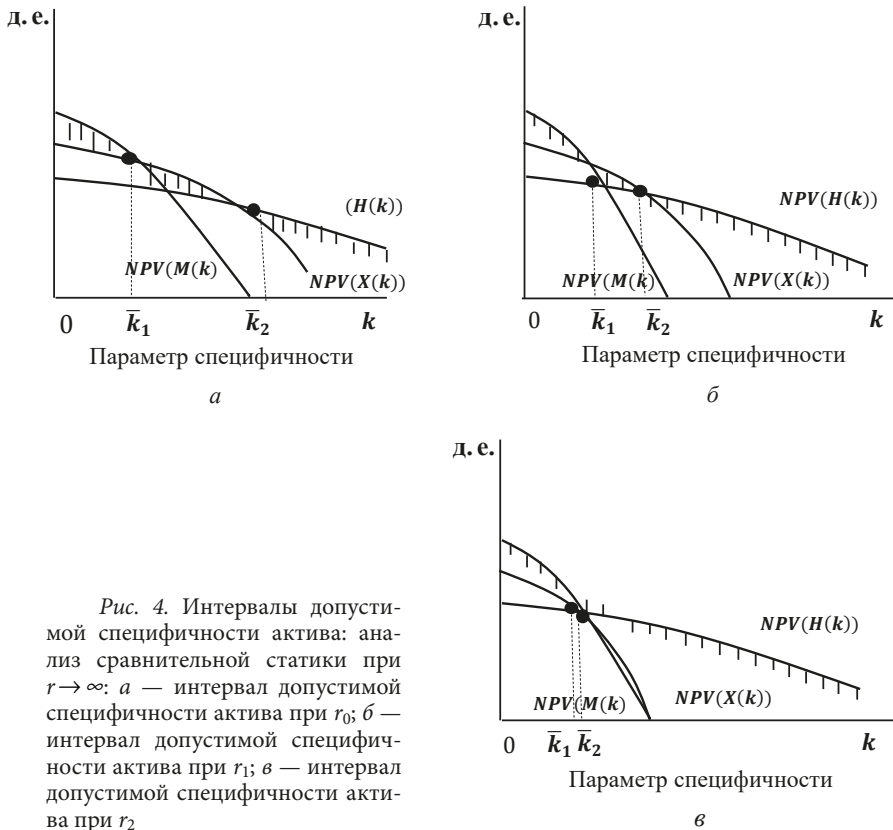 д. е.
(H(k))
NPV(M(k)
NPV(X(k))
0
k̅₁
k̅₂
k
Параметр специфичности
а
д. е.
NPV(H(k))
NPV(M(k)
NPV(X(k))
0
k̅₁
k̅₂
k
Параметр специфичности
б
д. е.
NPV(H(k))
NPV(M(k)
NPV(X(k))
0
k̅₁
k̅₂
k
Параметр специфичности
в
Рис. 4. Интервалы допусти-
мой специфичности актива: ана-
лиз сравнительной статики при
r → ∞: а — интервал допустимой
специфичности актива при r₀; б —
интервал допустимой специфич-
ности актива при r₁; в — интервал
допустимой специфичности акти-
ва при r₂